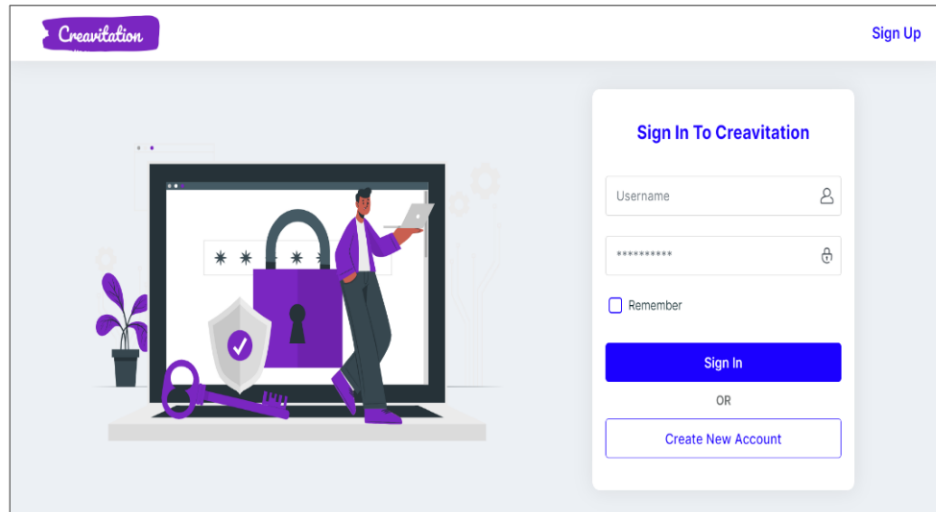 Creavitation
Sign Up
Sign In To Creavitation
Username
**********
Remember
Sign In
OR
Create New Account